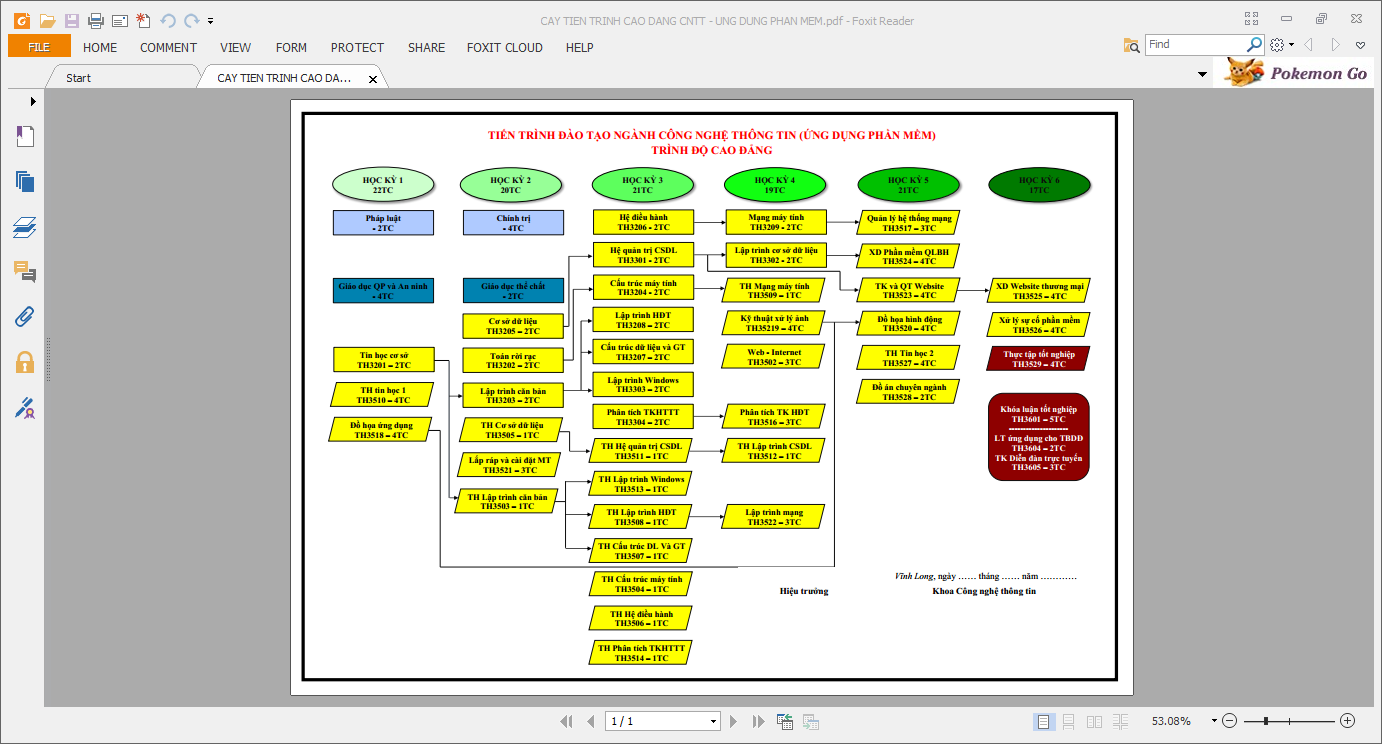 CAY TIEN TRINH CAO DANG CNTT - UNG DUNG PHAN MEM.pdf - Foxit Reader
FILE HOME COMMENT VIEW FORM PROTECT SHARE FOXIT CLOUD HELP
Find
Start
CAY TIEN TRINH CAO DA...
Pokemon Go
TIẾN TRÌNH ĐÀO TẠO NGÀNH CÔNG NGHỆ THÔNG TIN (ỨNG DỤNG PHẦN MỀM)
TRÌNH ĐỘ CAO ĐẲNG
HỌC KỲ 1
22TC
Pháp luật
- 2TC
Giáo dục QP và An ninh
- 4TC
Tin học cơ sở
TH3201 – 2TC
TH tin học 1
TH3510 – 4TC
Đồ họa ứng dụng
TH3518 – 4TC
HỌC KỲ 2
20TC
Chính trị
- 4TC
Giáo dục thể chất
- 2TC
Cơ sở dữ liệu
TH3205 – 2TC
Toán rời rạc
TH3202 – 2TC
Lập trình căn bản
TH3203 – 2TC
TH Cơ sở dữ liệu
TH3505 – 1TC
Lắp ráp và cài đặt MT
TH3521 – 3TC
TH Lập trình căn bản
TH3503 – 1TC
HỌC KỲ 3
21TC
Hệ điều hành
TH3206 - 2TC
Hệ quản trị CSDL
TH3301 - 2TC
Cấu trúc máy tính
TH3204 - 2TC
Lập trình HĐT
TH3208 – 2TC
Cấu trúc dữ liệu và GT
TH3207 – 2TC
Lập trình Windows
TH3303 – 2TC
Phân tích TKHTTT
TH3304 – 2TC
TH Hệ quản trị CSDL
TH3511 – 1TC
TH Lập trình Windows
TH3513 – 1TC
TH Lập trình HĐT
TH3508 – 1TC
TH Cấu trúc DL Và GT
TH3507 – 1TC
TH Cấu trúc máy tính
TH3504 – 1TC
TH Hệ điều hành
TH3506 – 1TC
TH Phân tích TKHTTT
TH3514 – 1TC
HỌC KỲ 4
19TC
Mạng máy tính
TH3209 - 2TC
Lập trình cơ sở dữ liệu
TH3302 - 2TC
TH Mạng máy tính
TH3509 – 1TC
Kỹ thuật xử lý ảnh
TH35219 – 4TC
Web - Internet
TH3502 – 3TC
Phân tích TK HĐT
TH3516 – 3TC
TH Lập trình CSDL
TH3512 – 1TC
Lập trình mạng
TH3522 – 3TC
HỌC KỲ 5
21TC
Quản lý hệ thống mạng
TH3517 – 3TC
XD Phần mềm QLBH
TH3524 – 4TC
TK và QT Website
TH3523 – 4TC
Đồ họa hình động
TH3520 – 4TC
TH Tin học 2
TH3527 – 4TC
Đồ án chuyên ngành
TH3528 – 2TC
HỌC KỲ 6
17TC
XD Website thương mại
TH3525 – 4TC
Xử lý sự cố phần mềm
TH3526 – 4TC
Thực tập tốt nghiệp
TH3529 – 4TC
Khóa luận tốt nghiệp
TH3601 – 5TC
--------------------
LT ứng dụng cho TBDĐ
TH3604 – 2TC
TK Diễn đàn trực tuyến
TH3605 – 3TC
Vĩnh Long, ngày …… tháng …… năm …………
Hiệu trưởng
Khoa Công nghệ thông tin
1 / 1
53.08%